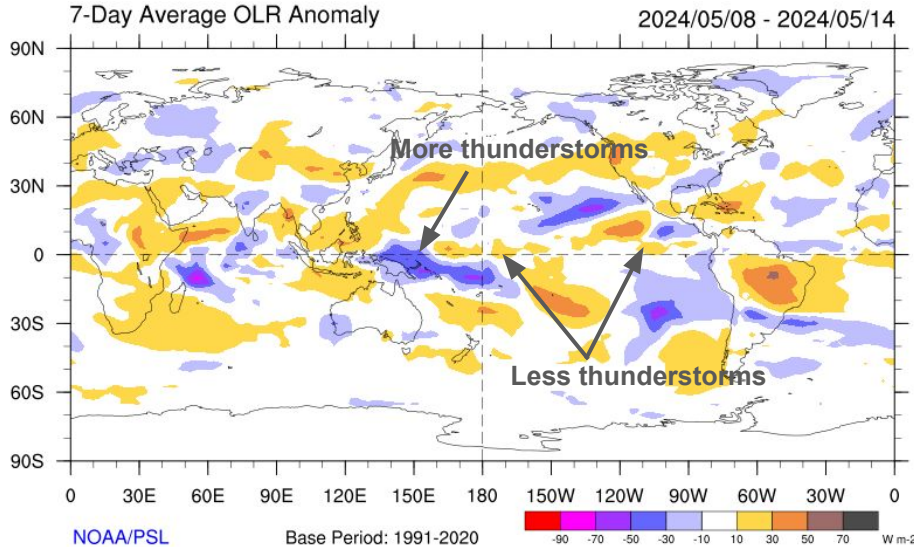 7-Day Average OLR Anomaly
2024/05/08 - 2024/05/14
90N
60N
30N
0
30S
60S
90S
More thunderstorms
Less thunderstorms
0 30E 60E 90E 120E 150E 180 150W 120W 90W 60W 30W 0
NOAA/PSL
Base Period: 1991-2020
-90 -70 -50 -30 -10 10 30 50 70
W m-2